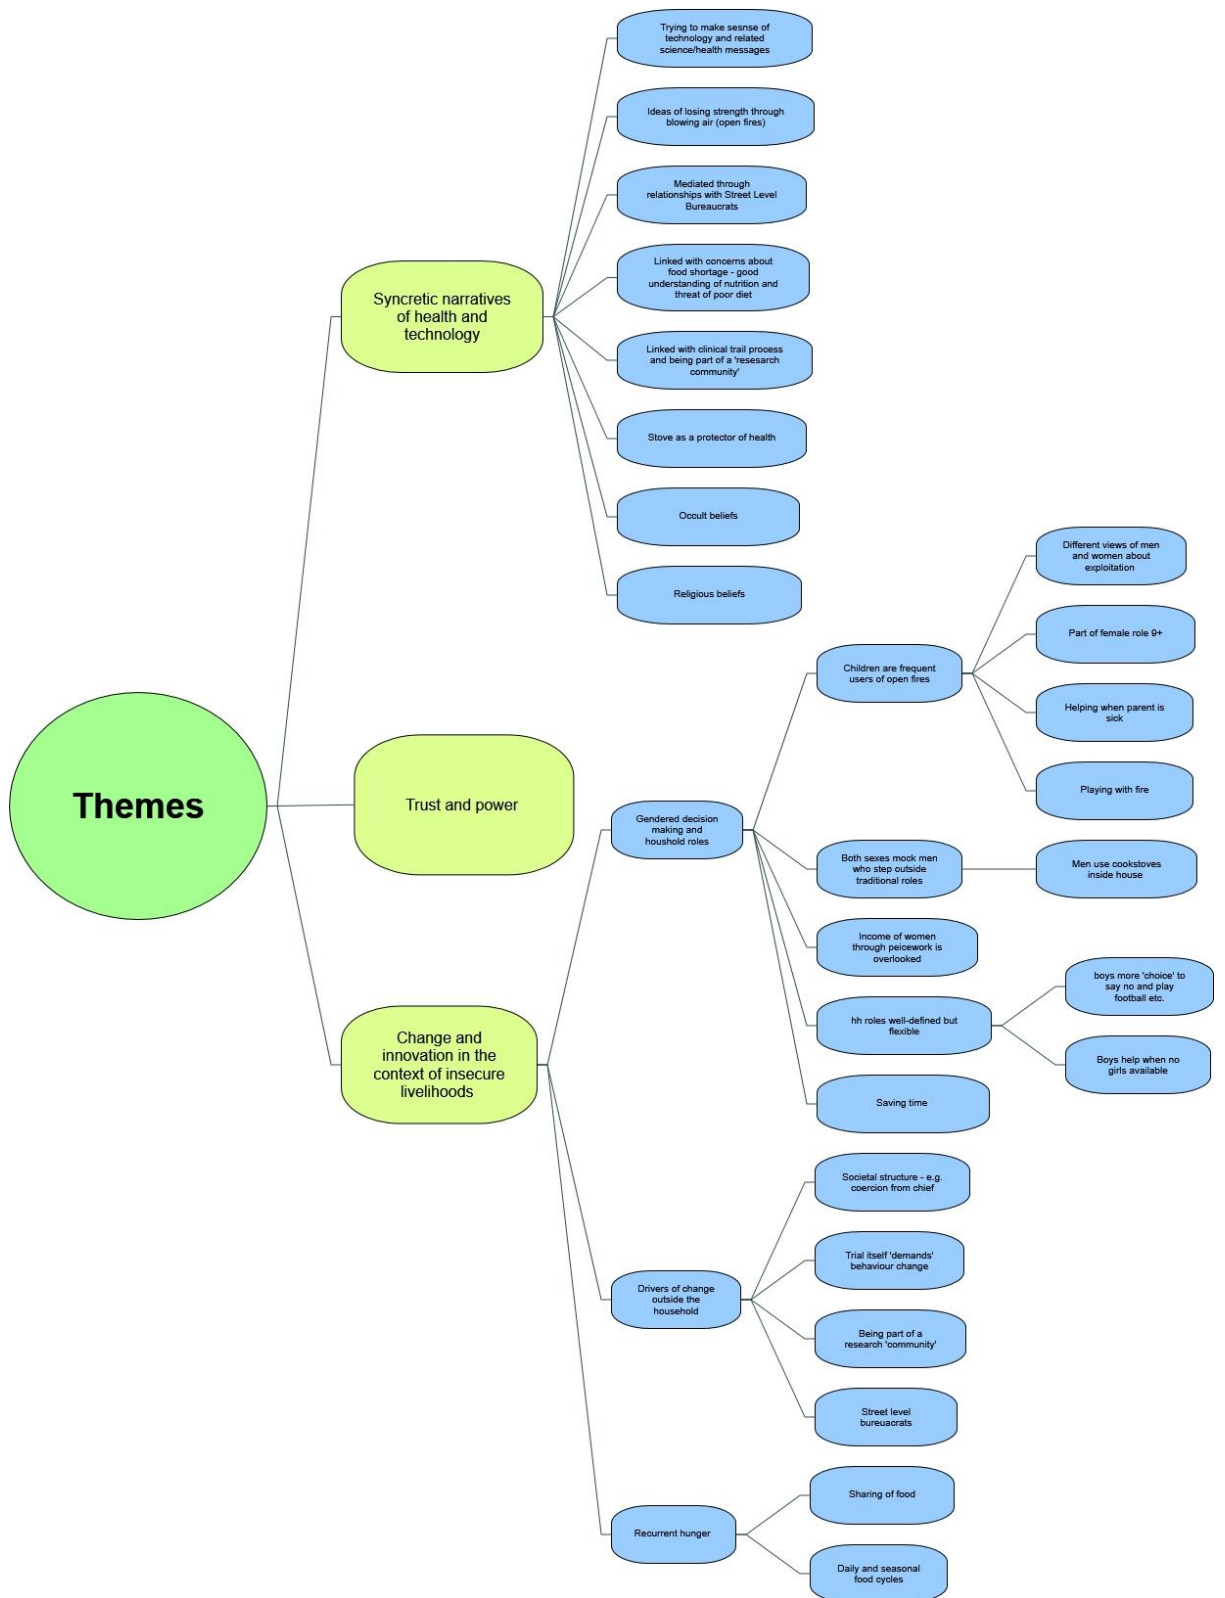 Themes
Syncretic narratives
of health and
technology
Trying to make sesnse of
technology and related
science/health messages
Ideas of losing strength through
blowing air (open fires)
Mediated through
relationships with Street Level
Bureaucrats
Linked with concerns about
food shortage - good
understanding of nutrition and
threat of poor diet
Linked with clinical trail process
and being part of a 'resesarch
community'
Stove as a protector of health
Occult beliefs
Religious beliefs
Trust and power
Change and
innovation in the
context of insecure
livelihoods
Gendered decision
making and
houshold roles
Children are frequent
users of open fires
Different views of men
and women about
exploitation
Part of female role 9+
Helping when parent is
sick
Playing with fire
Both sexes mock men
who step outside
traditional roles
Men use cookstoves
inside house
Income of women
through peicework is
overlooked
hh roles well-defined but
flexible
boys more 'choice' to
say no and play
football etc.
Boys help when no
girls available
Saving time
Drivers of change
outside the
household
Societal structure - e.g.
coercion from chief
Trial itself 'demands'
behaviour change
Being part of a
research 'community'
Street level
bureuacrats
Recurrent hunger
Sharing of food
Daily and seasonal
food cycles